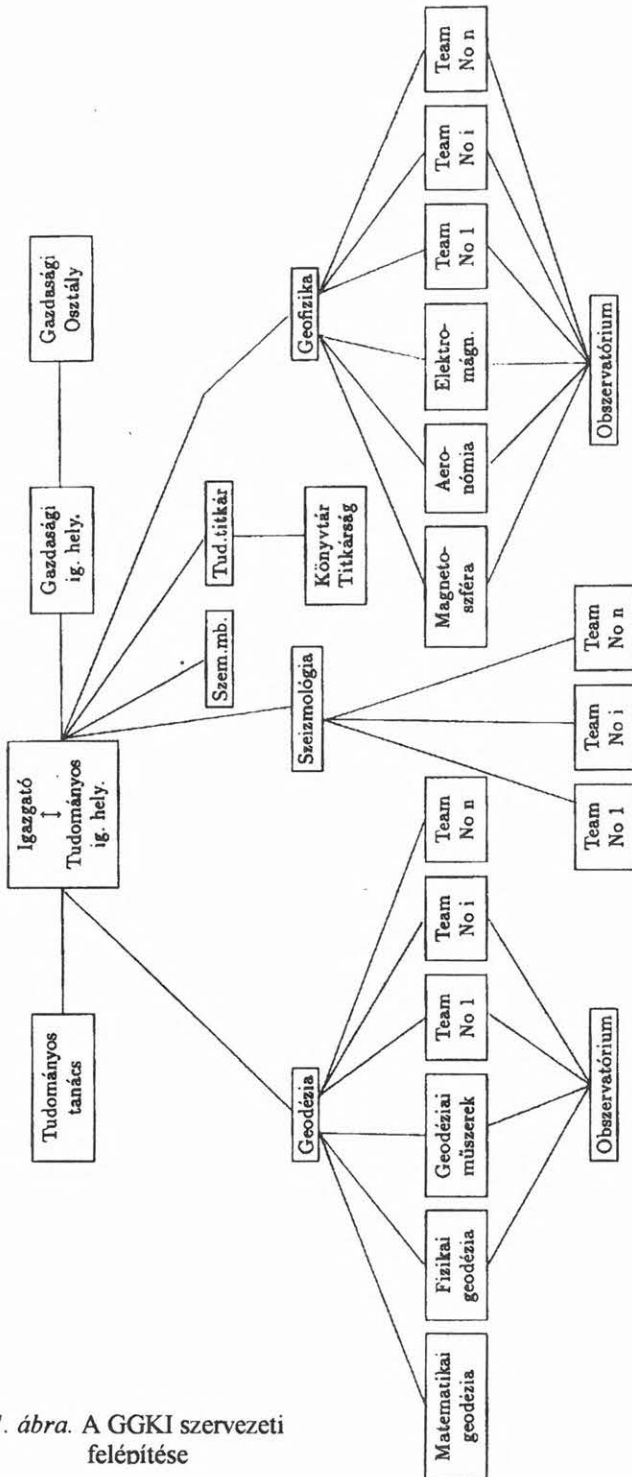 Igazgató
↕
Tudományos
ig. hely.
Tudományos
tanács
Gazdasági
ig. hely.
Gazdasági
Osztály
Szem.mb.
Tud.titkár
Könyvtár
Titkárság
Geodézia
Szeizmológia
Geofizika
Matematikai
geodézia
Fizikai
geodézia
Geodéziai
műszerek
Team
No 1
Team
No i
Team
No n
Magneto-
szféra
Aero-
nómia
Elektro-
mágn.
Team
No 1
Team
No i
Team
No n
Team
No 1
Team
No i
Team
No n
Obszervatórium
Obszervatórium
. ábra. A GGKI szervezeti
felépítése